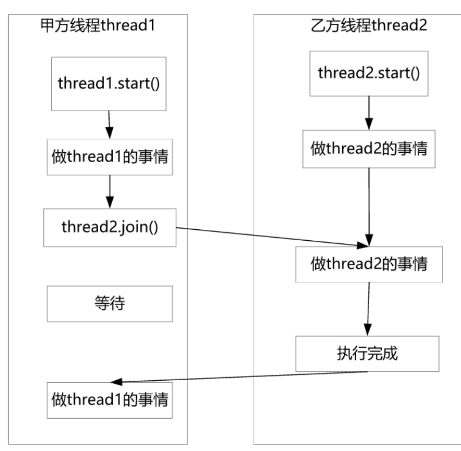 甲方线程thread1
thread1.start()
做thread1的事情
thread2.join()
等待
做thread1的事情
乙方线程thread2
thread2.start()
做thread2的事情
做thread2的事情
执行完成